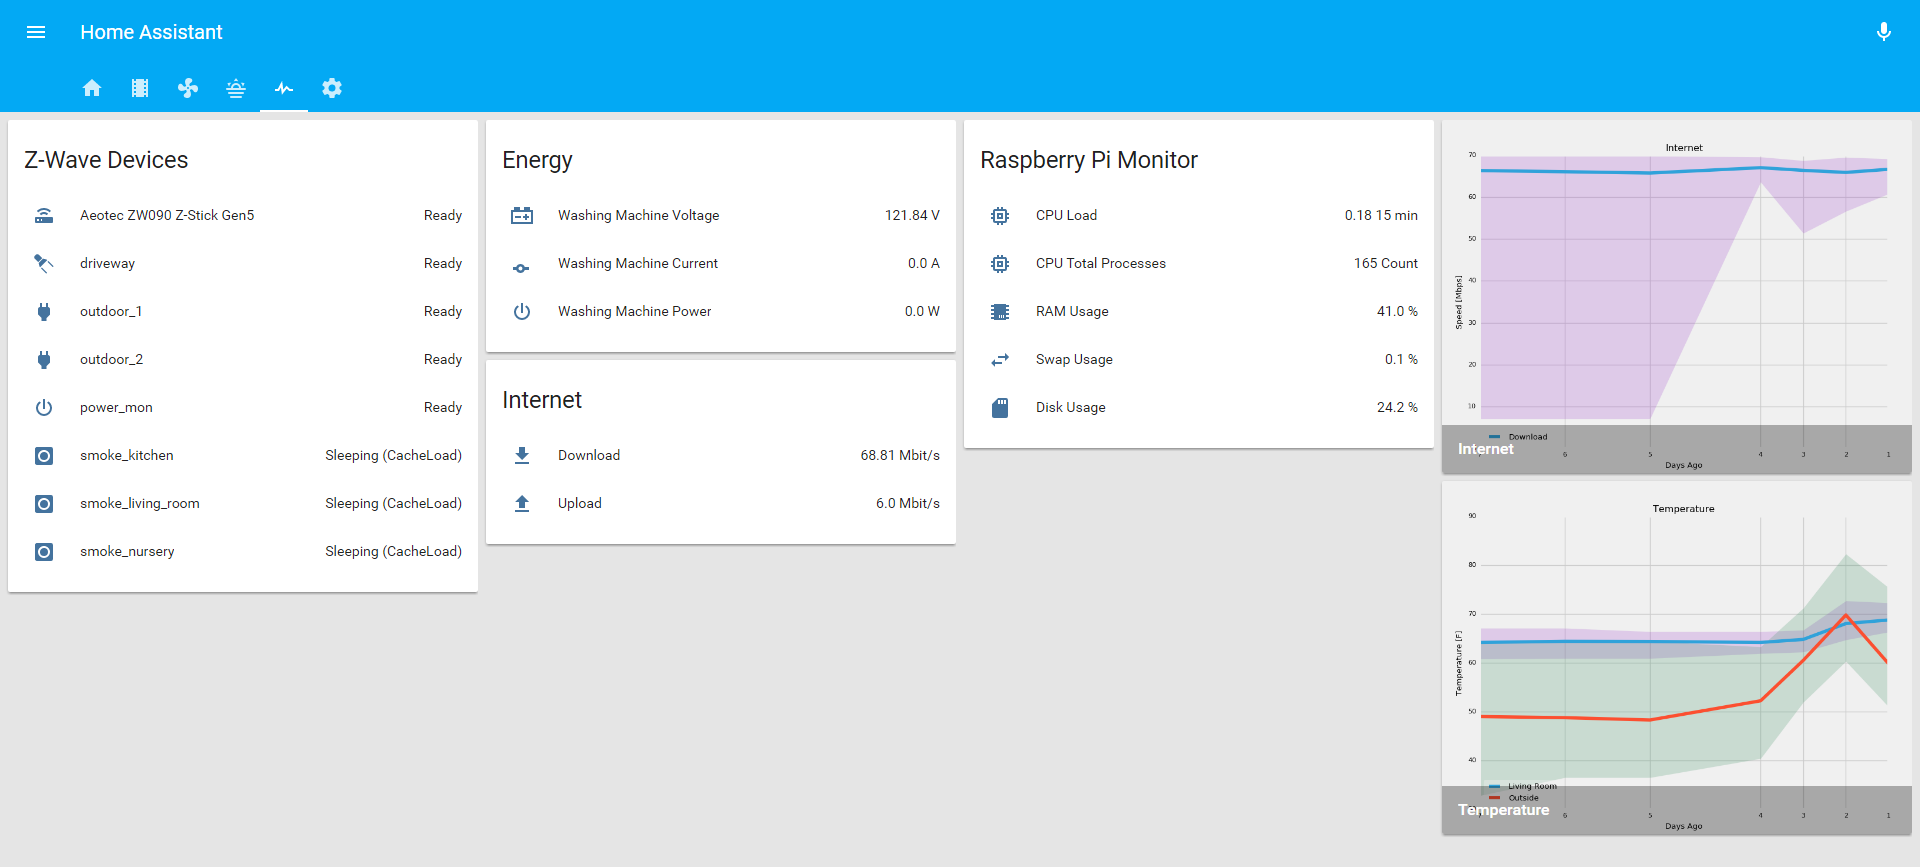 Home Assistant
Z-Wave Devices
Aeotec ZW090 Z-Stick Gen5 Ready
driveway Ready
outdoor_1 Ready
outdoor_2 Ready
power_mon Ready
smoke_kitchen Sleeping (CacheLoad)
smoke_living_room Sleeping (CacheLoad)
smoke_nursery Sleeping (CacheLoad)
Energy
Washing Machine Voltage 121.84 V
Washing Machine Current 0.0 A
Washing Machine Power 0.0 W
Internet
Download 68.81 Mbit/s
Upload 6.0 Mbit/s
Raspberry Pi Monitor
CPU Load 0.18 15 min
CPU Total Processes 165 Count
RAM Usage 41.0 %
Swap Usage 0.1 %
Disk Usage 24.2 %
Internet
70
60
50
40
30
20
10
Speed [Mbps]
Download
Internet
6 5 4 3 2 1
Days Ago
Temperature
90
80
70
60
50
40
Temperature [F]
Living Room
Outside
Temperature
6 5 4 3 2 1
Days Ago